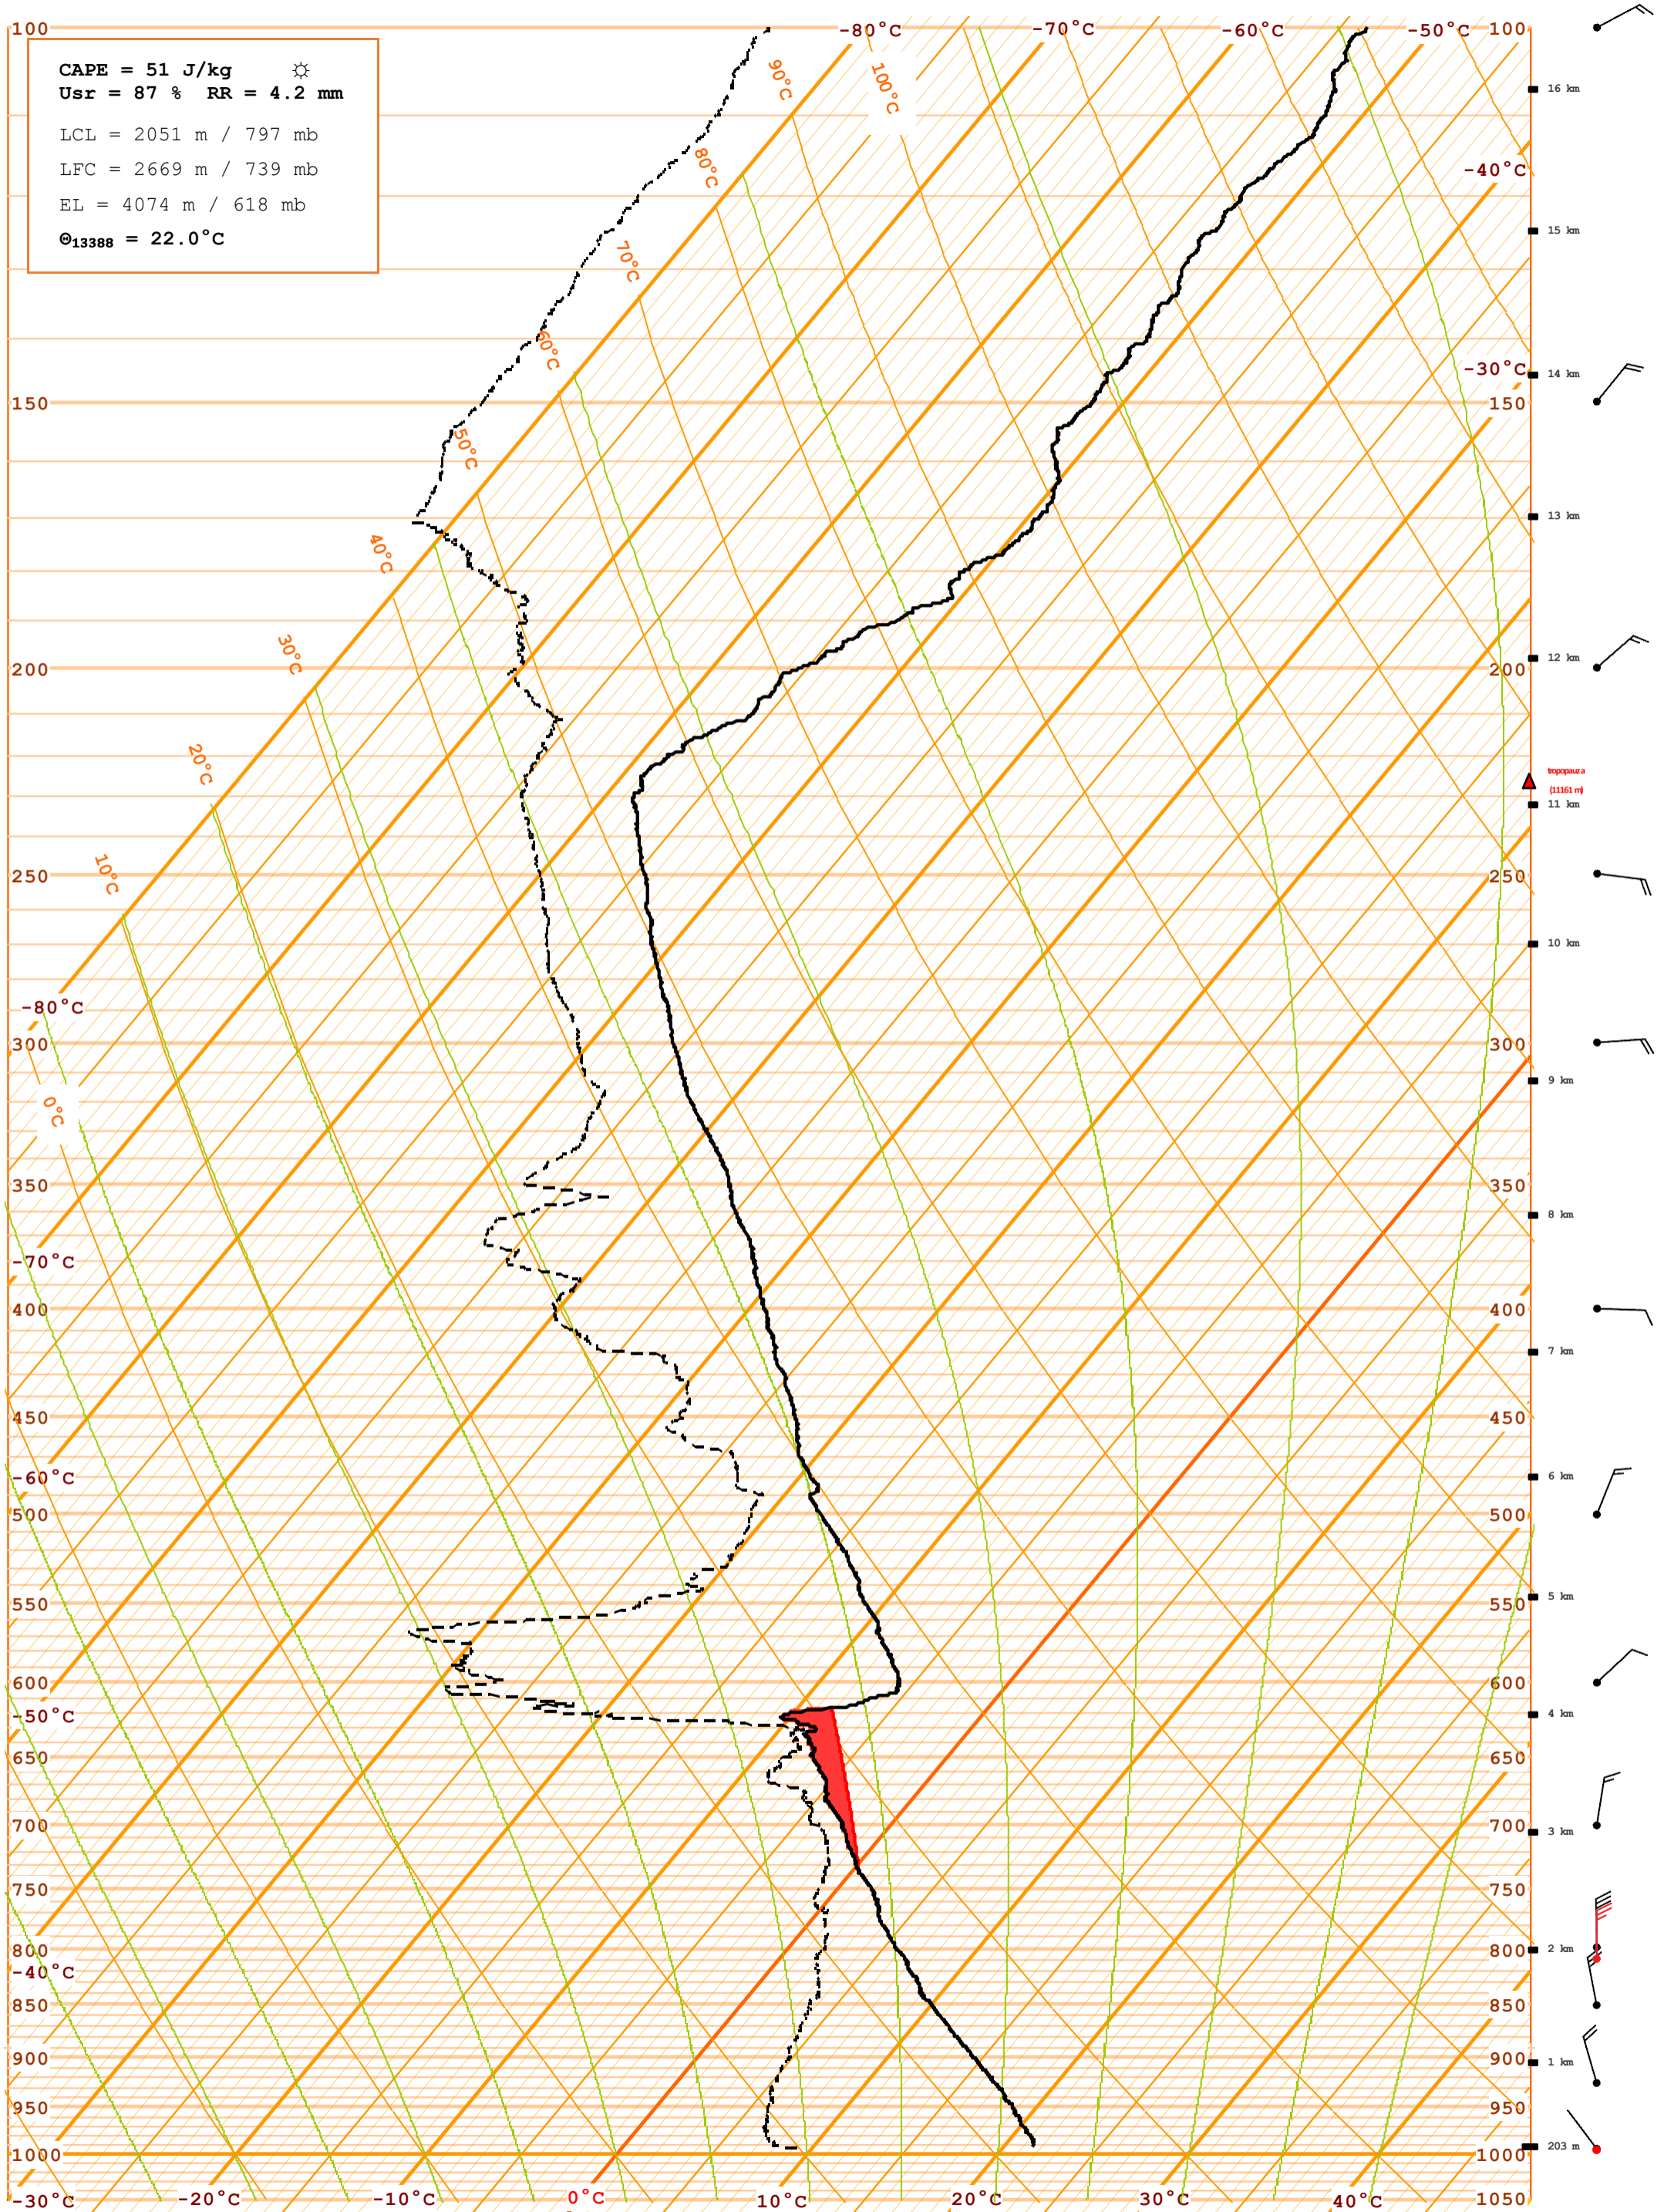 100 -80°C -70°C -60°C -50°C 100
CAPE = 51 J/kg ☼
Usr = 87 % RR = 4.2 mm
LCL = 2051 m / 797 mb
LFC = 2669 m / 739 mb
EL = 4074 m / 618 mb
Θ13388 = 22.0°C
90°C 100°C
16 km
80°C -40°C
15 km
70°C
60°C -30°C 14 km
150 150
50°C
13 km
40°C
30°C 12 km
200 200
20°C tropopauza
(11161 m)
11 km
10°C 250 250
10 km
-80°C
300 300
9 km
0°C
350 350
8 km
-70°C
400 400
7 km
450 450
-60°C 6 km
500 500
550 550 5 km
600 600
-50°C 4 km
650 650
700 700 3 km
750 750
800 800 2 km
-40°C
850 850
900 900 1 km
950 950
1000 1000 203 m
-30°C -20°C -10°C 0°C 10°C 20°C 30°C 40°C 1050